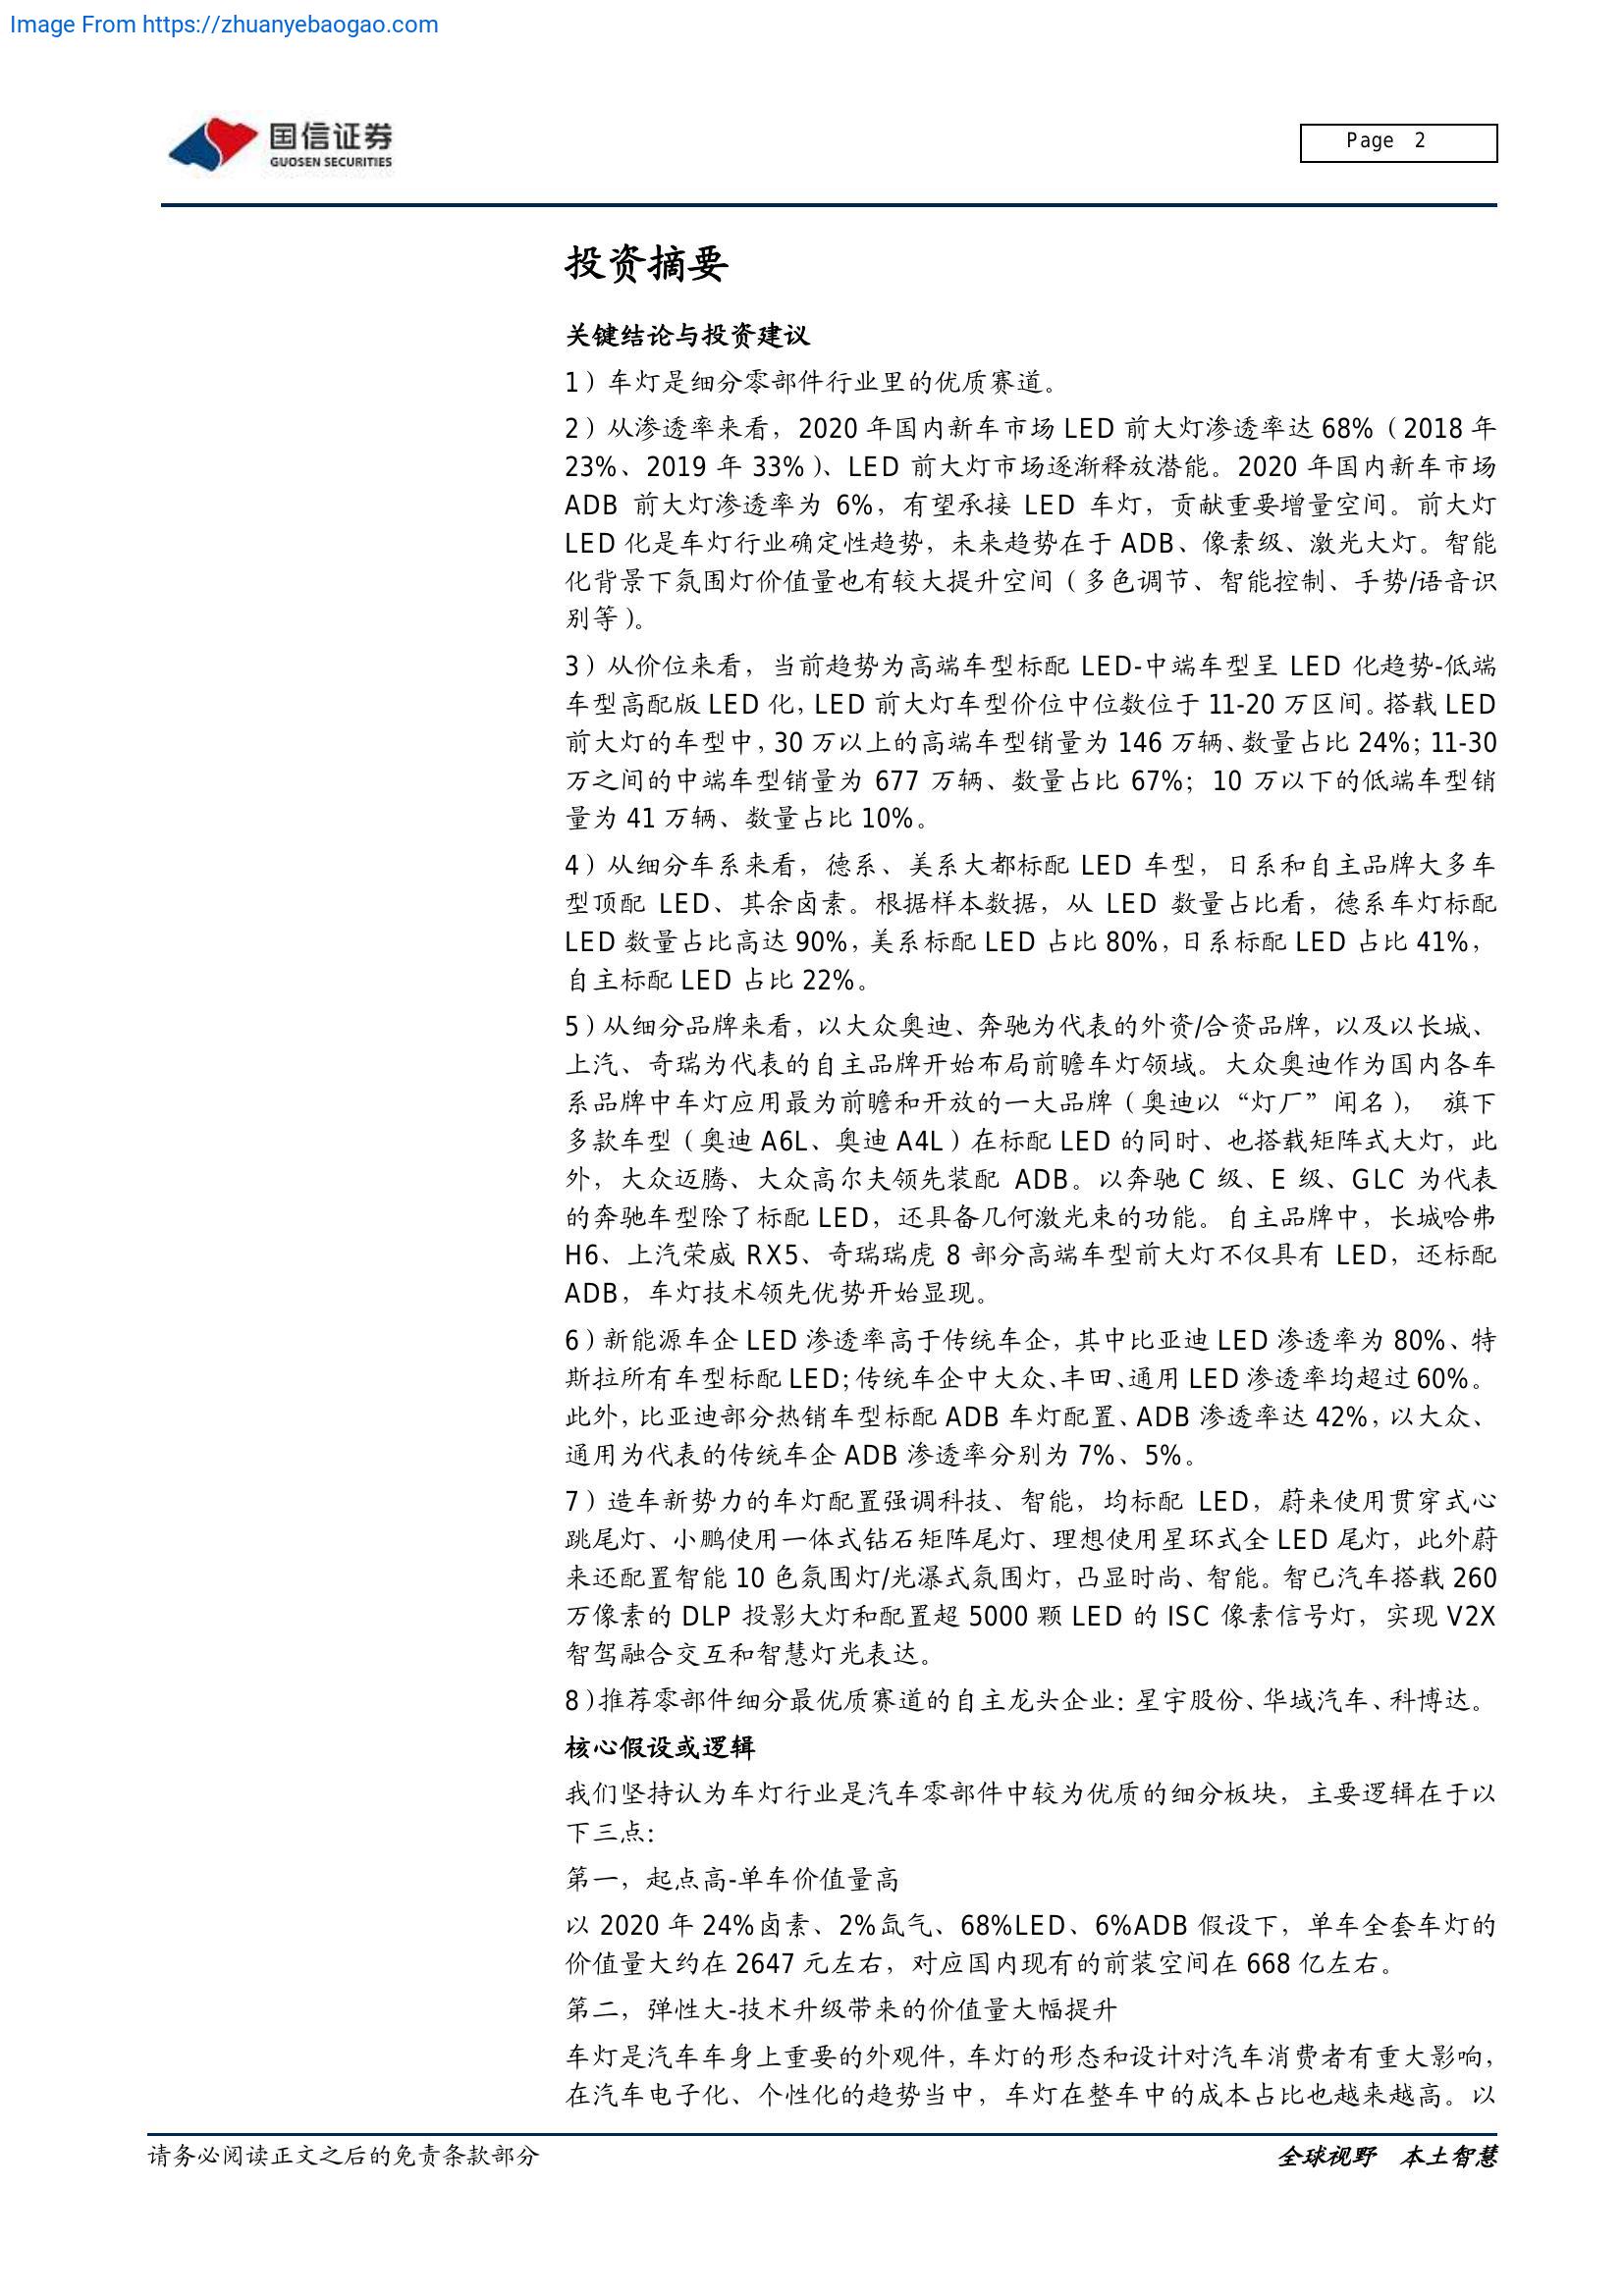 Image From https://zhuanyebaogao.com
国信证券
GUOSEN SECURITIES
Page 2
投资摘要
关键结论与投资建议
1）车灯是细分零部件行业里的优质赛道。
2）从渗透率来看，2020 年国内新车市场 LED 前大灯渗透率达 68%（2018 年
23%、2019 年 33%）、LED 前大灯市场逐渐释放潜能。2020 年国内新车市场
ADB 前大灯渗透率为 6%，有望承接 LED 车灯，贡献重要增量空间。前大灯
LED 化是车灯行业确定性趋势，未来趋势在于 ADB、像素级、激光大灯。智能
化背景下氛围灯价值量也有较大提升空间（多色调节、智能控制、手势/语音识
别等）。
3）从价位来看，当前趋势为高端车型标配 LED-中端车型呈 LED 化趋势-低端
车型高配版 LED 化，LED 前大灯车型价位中位数位于 11-20 万区间。搭载 LED
前大灯的车型中，30 万以上的高端车型销量为 146 万辆、数量占比 24%；11-30
万之间的中端车型销量为 677 万辆、数量占比 67%；10 万以下的低端车型销
量为 41 万辆、数量占比 10%。
4）从细分车系来看，德系、美系大都标配 LED 车型，日系和自主品牌大多车
型顶配 LED、其余卤素。根据样本数据，从 LED 数量占比看，德系车灯标配
LED 数量占比高达 90%，美系标配 LED 占比 80%，日系标配 LED 占比 41%，
自主标配 LED 占比 22%。
5）从细分品牌来看，以大众奥迪、奔驰为代表的外资/合资品牌，以及以长城、
上汽、奇瑞为代表的自主品牌开始布局前瞻车灯领域。大众奥迪作为国内各车
系品牌中车灯应用最为前瞻和开放的一大品牌（奥迪以“灯厂”闻名）， 旗下
多款车型（奥迪 A6L、奥迪 A4L）在标配 LED 的同时、也搭载矩阵式大灯，此
外，大众迈腾、大众高尔夫领先装配 ADB。以奔驰 C 级、E 级、GLC 为代表
的奔驰车型除了标配 LED，还具备几何激光束的功能。自主品牌中，长城哈弗
H6、上汽荣威 RX5、奇瑞瑞虎 8 部分高端车型前大灯不仅具有 LED，还标配
ADB，车灯技术领先优势开始显现。
6）新能源车企 LED 渗透率高于传统车企，其中比亚迪 LED 渗透率为 80%、特
斯拉所有车型标配 LED；传统车企中大众、丰田、通用 LED 渗透率均超过 60%。
此外，比亚迪部分热销车型标配 ADB 车灯配置、ADB 渗透率达 42%，以大众、
通用为代表的传统车企 ADB 渗透率分别为 7%、5%。
7）造车新势力的车灯配置强调科技、智能，均标配 LED，蔚来使用贯穿式心
跳尾灯、小鹏使用一体式钻石矩阵尾灯、理想使用星环式全 LED 尾灯，此外蔚
来还配置智能 10 色氛围灯/光瀑式氛围灯，凸显时尚、智能。智己汽车搭载 260
万像素的 DLP 投影大灯和配置超 5000 颗 LED 的 ISC 像素信号灯，实现 V2X
智驾融合交互和智慧灯光表达。
8）推荐零部件细分最优质赛道的自主龙头企业：星宇股份、华域汽车、科博达。
核心假设或逻辑
我们坚持认为车灯行业是汽车零部件中较为优质的细分板块，主要逻辑在于以
下三点：
第一，起点高-单车价值量高
以 2020 年 24%卤素、2%氙气、68%LED、6%ADB 假设下，单车全套车灯的
价值量大约在 2647 元左右，对应国内现有的前装空间在 668 亿左右。
第二，弹性大-技术升级带来的价值量大幅提升
车灯是汽车车身上重要的外观件，车灯的形态和设计对汽车消费者有重大影响，
在汽车电子化、个性化的趋势当中，车灯在整车中的成本占比也越来越高。以
请务必阅读正文之后的免责条款部分
全球视野 本土智慧